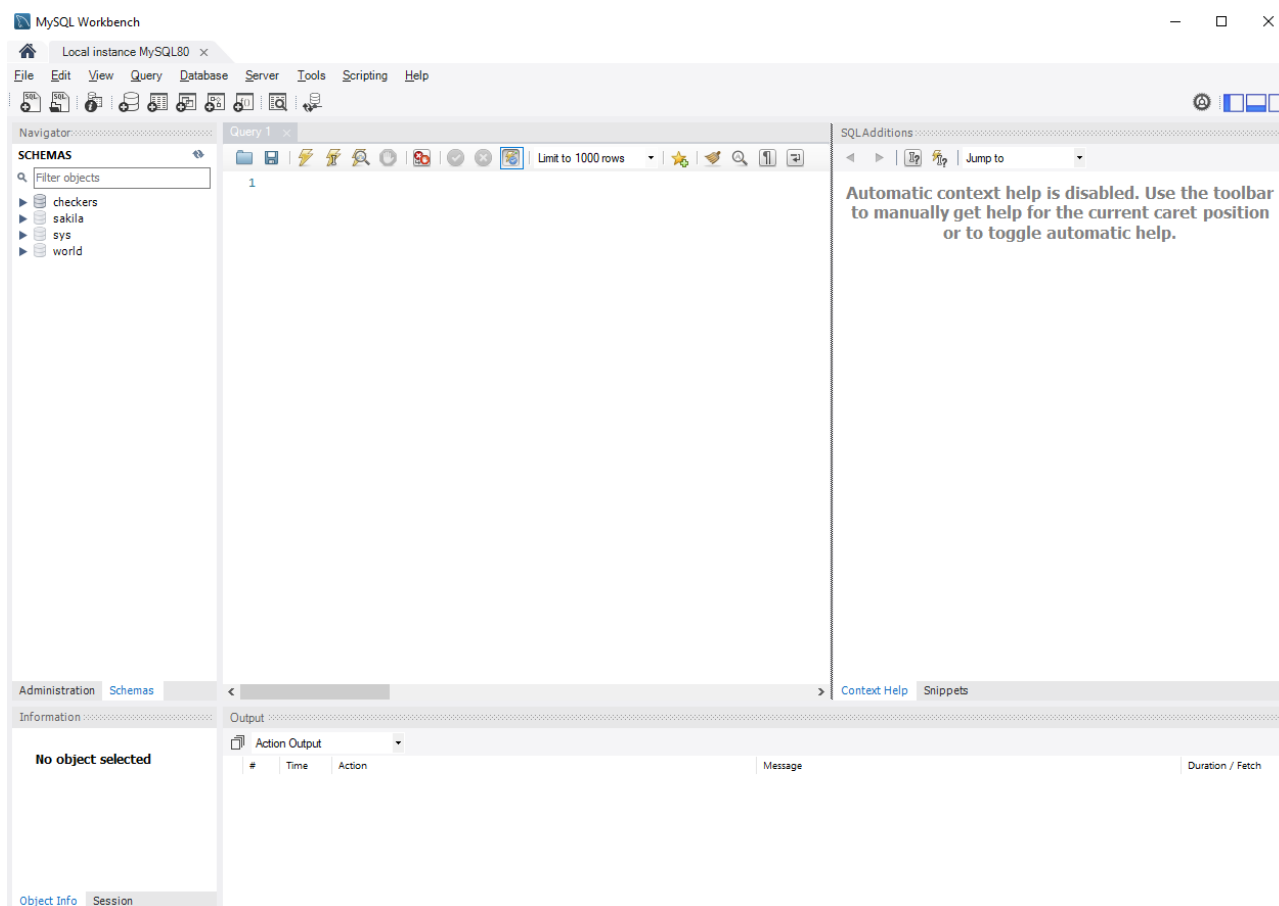 MySQL Workbench
Local instance MySQL80
File Edit View Query Database Server Tools Scripting Help
Navigator
SCHEMAS
Filter objects
checkers
sakila
sys
world
Administration Schemas
Information
No object selected
Object Info Session
Query 1
Limit to 1000 rows
1
SQLAdditions
Jump to
Automatic context help is disabled. Use the toolbar
to manually get help for the current caret position
or to toggle automatic help.
Context Help Snippets
Output
Action Output
# Time Action Message Duration / Fetch